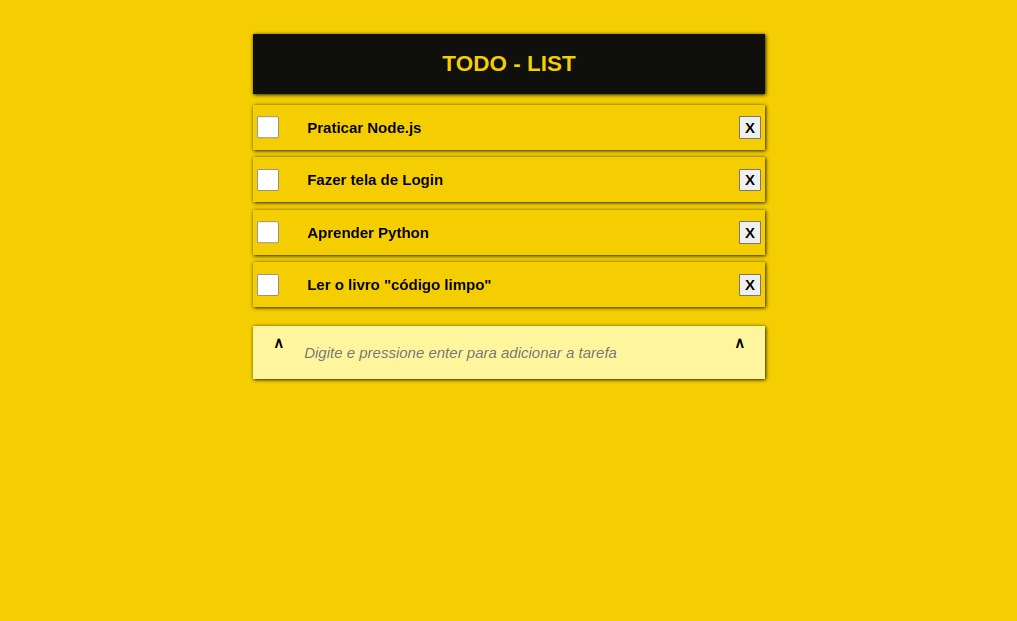 TODO - LIST
Praticar Node.js X
Fazer tela de Login X
Aprender Python X
Ler o livro "código limpo" X
∧ Digite e pressione enter para adicionar a tarefa ∧